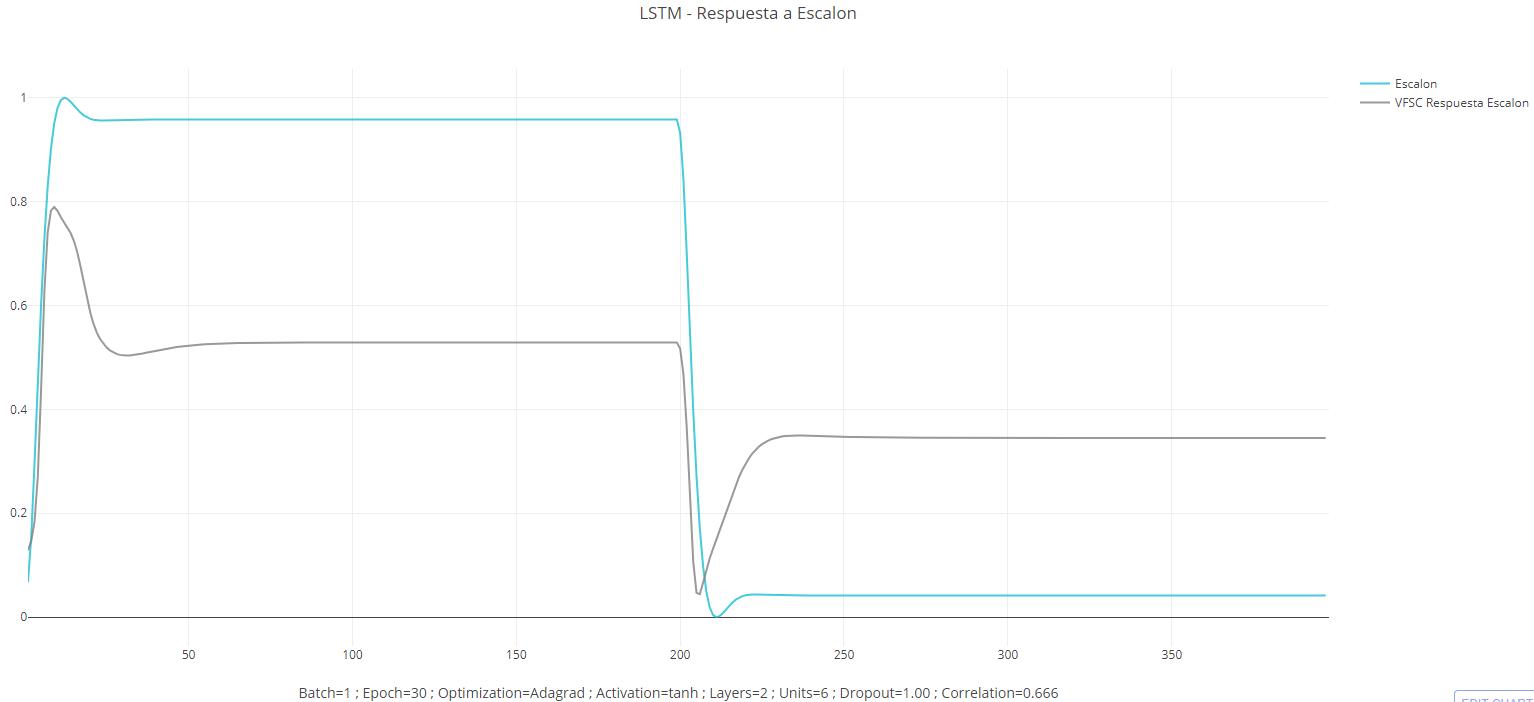 LSTM - Respuesta a Escalon
Escalon
VFSC Respuesta Escalon
1
0.8
0.6
0.4
0.2
0
50 100 150 200 250 300 350
Batch=1 ; Epoch=30 ; Optimization=Adagrad ; Activation=tanh ; Layers=2 ; Units=6 ; Dropout=1.00 ; Correlation=0.666
EDIT CHART